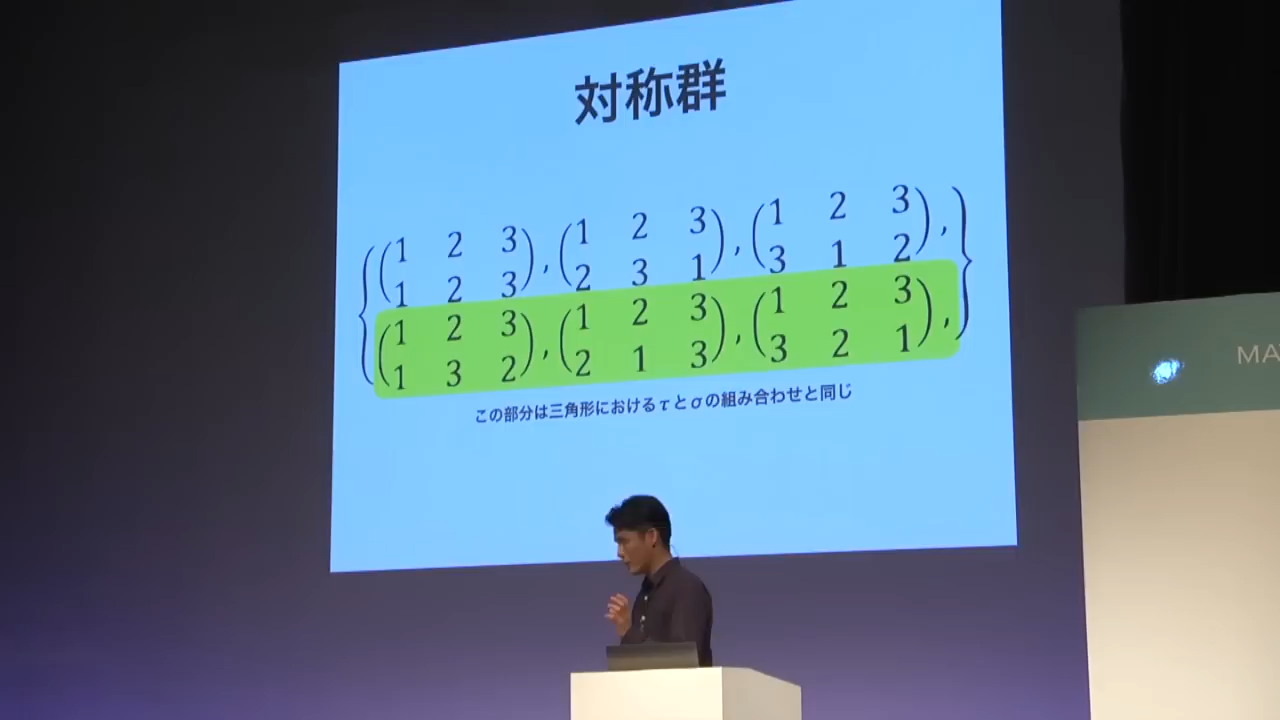 対称群
{(1 2 3), (1 2 3), (1 2 3),
(1 2 3) (2 3 1) (3 1 2)
(1 2 3), (1 2 3), (1 2 3),}
(1 3 2) (2 1 3) (3 2 1)
この部分は三角形におけるτとσの組み合わせと同じ
MA